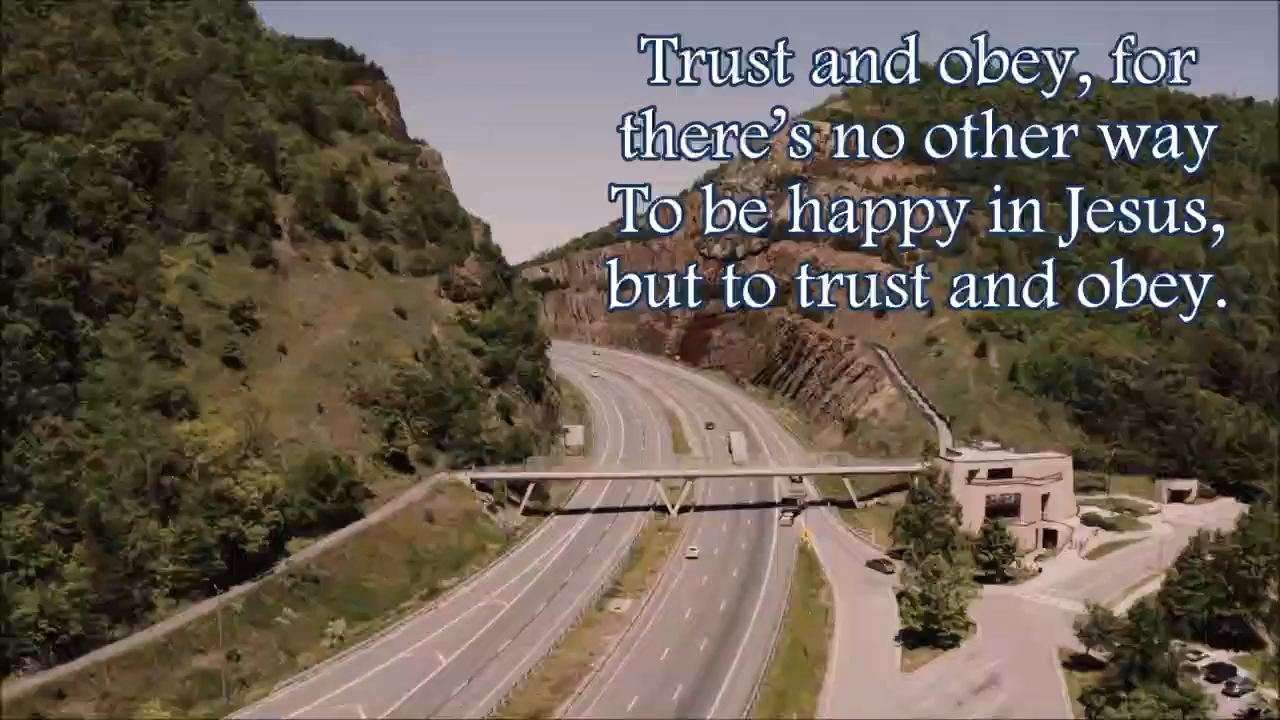 Trust and obey, for
there's no other way
To be happy in Jesus,
but to trust and obey.